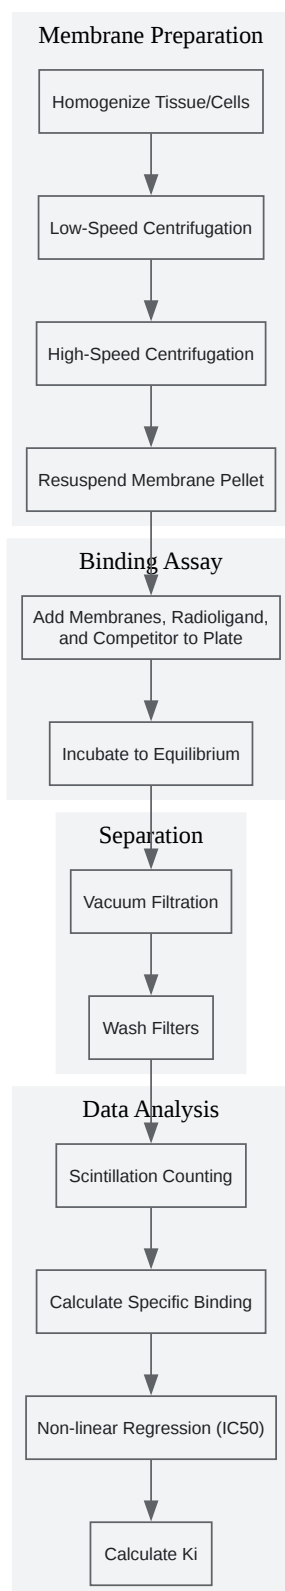 Membrane Preparation
Homogenize Tissue/Cells
Low-Speed Centrifugation
High-Speed Centrifugation
Resuspend Membrane Pellet
Binding Assay
Add Membranes, Radioligand,
and Competitor to Plate
Incubate to Equilibrium
Separation
Vacuum Filtration
Wash Filters
Data Analysis
Scintillation Counting
Calculate Specific Binding
Non-linear Regression (IC50)
Calculate Ki